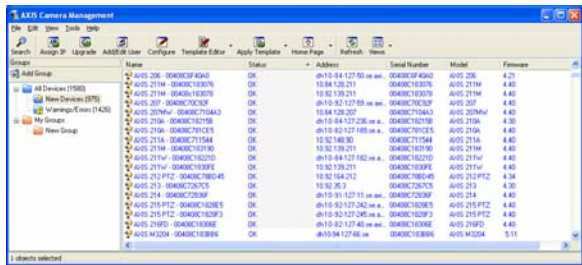 AXIS Camera Management
File Edit View Tools Help
Search Assign IP Upgrade Add/Edit User Configure Template Editor Apply Template Home Page Refresh Views
Groups
Add Group
All Devices (1580)
New Devices (975)
Warnings/Errors (1426)
My Groups
New Group
Name Status Address Serial Number Model Firmware
AXIS 206 - 00408C6F40A0 OK 00408C6F40A0 AXIS 206 4.21
AXIS 211M - 00408C183076 OK 10.84.128.211 00408C183076 AXIS 211M 4.40
AXIS 211M - 00408C183078 OK 10.92.139.211 00408C183078 AXIS 211M 4.40
AXIS 207 - 00408C70C92F OK 00408C70C92F AXIS 207 4.40
AXIS 207MW - 00408C7104A3 OK 10.84.128.207 00408C7104A3 AXIS 207MW 4.40
AXIS 210A - 00408C18215B OK AXIS 210A 4.30
AXIS 210A - 00408C781CE5 OK 00408C781CE5 AXIS 210A 4.40
AXIS 211A - 00408C711544 OK 10.92.148.90 00408C711544 AXIS 211A 4.40
AXIS 211M - 00408C183190 OK 10.92.139.211 00408C183190 AXIS 211M 4.40
AXIS 211W - 00408C18221D OK 00408C18221D AXIS 211W 4.40
AXIS 211W - 00408C1830FE OK 10.92.139.211 00408C1830FE AXIS 211W 4.40
AXIS 212 PTZ - 00408C78BD45 OK 10.92.164.212 00408C78BD45 AXIS 212 PTZ 4.34
AXIS 213 - 00408C7267C5 OK 10.92.35.3 00408C7267C5 AXIS 213 4.30
AXIS 214 - 00408C72836F OK 00408C72836F AXIS 214 4.40
AXIS 215 PTZ - 00408C1829E5 OK 00408C1829E5 AXIS 215 PTZ 4.40
AXIS 215 PTZ - 00408C1828F3 OK 00408C1828F3 AXIS 215 PTZ 4.40
AXIS 216FD - 00408C18306E OK 00408C18306E AXIS 216FD 4.40
AXIS M3204 - 00408C183BB6 OK 00408C183BB6 AXIS M3204 5.11
1 objects selected